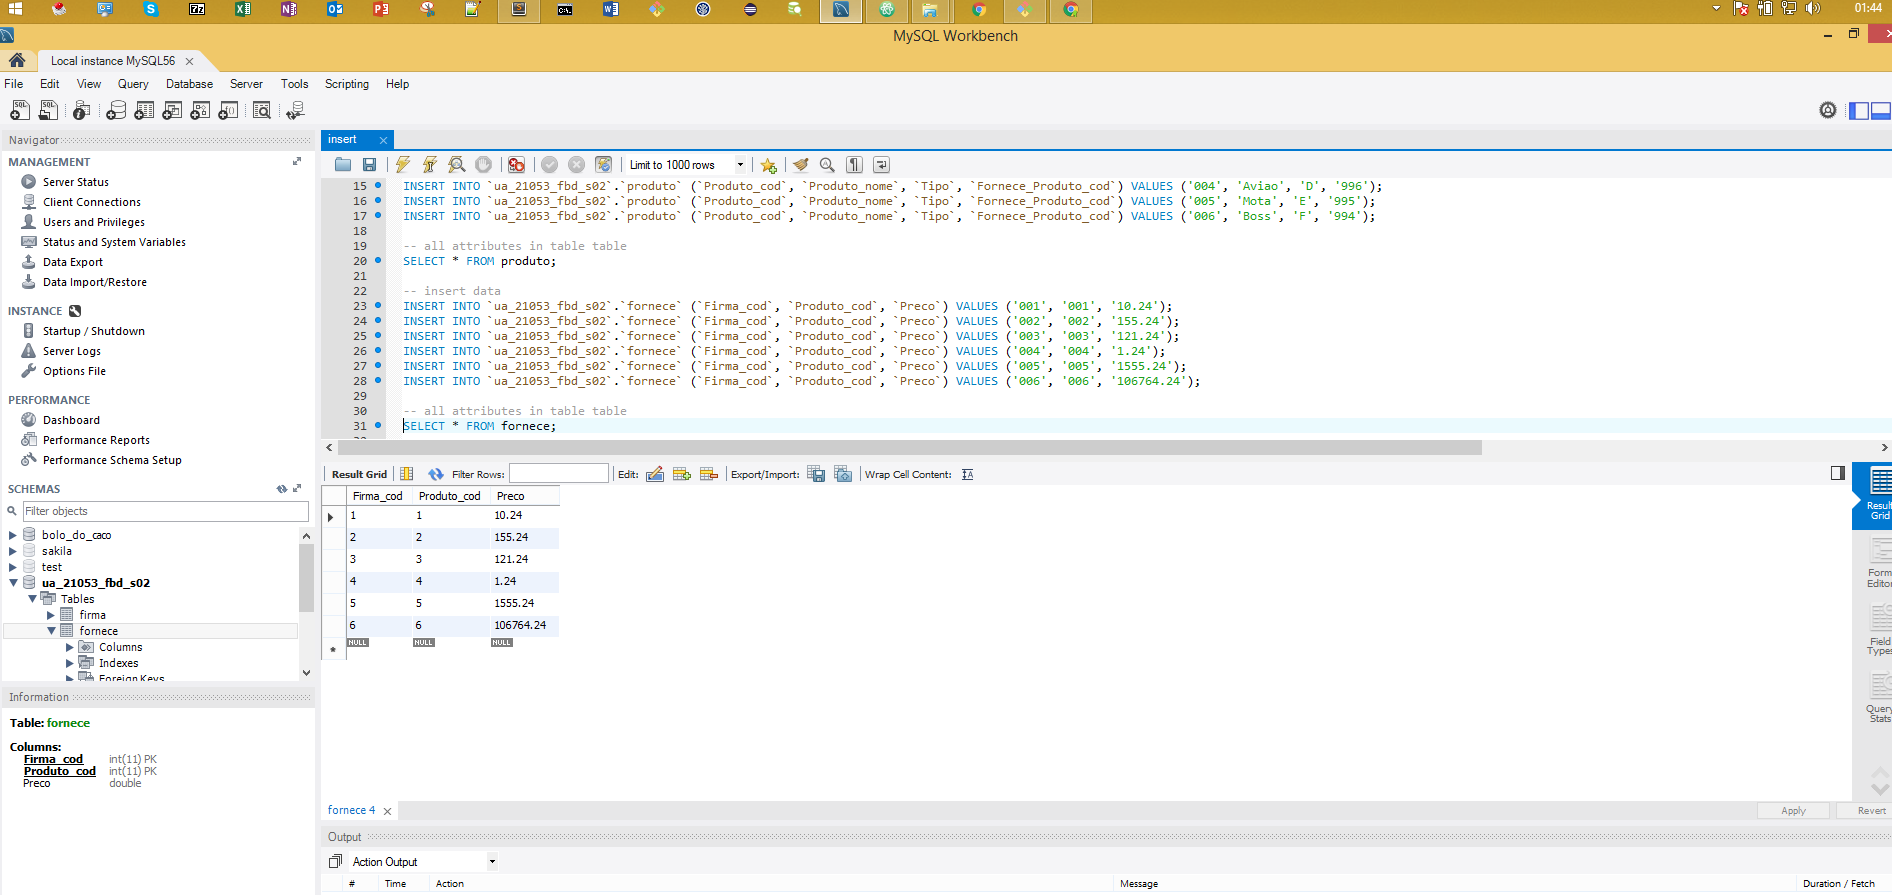 01:44
MySQL Workbench
Local instance MySQL56
File Edit View Query Database Server Tools Scripting Help
Navigator
MANAGEMENT
Server Status
Client Connections
Users and Privileges
Status and System Variables
Data Export
Data Import/Restore
INSTANCE
Startup / Shutdown
Server Logs
Options File
PERFORMANCE
Dashboard
Performance Reports
Performance Schema Setup
SCHEMAS
Filter objects
bolo_do_caco
sakila
test
ua_21053_fbd_s02
Tables
firma
fornece
Columns
Indexes
Foreign Keys
Information
Table: fornece
Columns:
Firma_cod int(11) PK
Produto_cod int(11) PK
Preco double
insert
Limit to 1000 rows
15 INSERT INTO `ua_21053_fbd_s02`.`produto` (`Produto_cod`, `Produto_nome`, `Tipo`, `Fornece_Produto_cod`) VALUES ('004', 'Aviao', 'D', '996');
16 INSERT INTO `ua_21053_fbd_s02`.`produto` (`Produto_cod`, `Produto_nome`, `Tipo`, `Fornece_Produto_cod`) VALUES ('005', 'Mota', 'E', '995');
17 INSERT INTO `ua_21053_fbd_s02`.`produto` (`Produto_cod`, `Produto_nome`, `Tipo`, `Fornece_Produto_cod`) VALUES ('006', 'Boss', 'F', '994');
18
19 -- all attributes in table table
20 SELECT * FROM produto;
21
22 -- insert data
23 INSERT INTO `ua_21053_fbd_s02`.`fornece` (`Firma_cod`, `Produto_cod`, `Preco`) VALUES ('001', '001', '10.24');
24 INSERT INTO `ua_21053_fbd_s02`.`fornece` (`Firma_cod`, `Produto_cod`, `Preco`) VALUES ('002', '002', '155.24');
25 INSERT INTO `ua_21053_fbd_s02`.`fornece` (`Firma_cod`, `Produto_cod`, `Preco`) VALUES ('003', '003', '121.24');
26 INSERT INTO `ua_21053_fbd_s02`.`fornece` (`Firma_cod`, `Produto_cod`, `Preco`) VALUES ('004', '004', '1.24');
27 INSERT INTO `ua_21053_fbd_s02`.`fornece` (`Firma_cod`, `Produto_cod`, `Preco`) VALUES ('005', '005', '1555.24');
28 INSERT INTO `ua_21053_fbd_s02`.`fornece` (`Firma_cod`, `Produto_cod`, `Preco`) VALUES ('006', '006', '106764.24');
29
30 -- all attributes in table table
31 SELECT * FROM fornece;
Result Grid Filter Rows: Edit: Export/Import: Wrap Cell Content:
Firma_cod Produto_cod Preco
1 1 10.24
2 2 155.24
3 3 121.24
4 4 1.24
5 5 1555.24
6 6 106764.24
NULL NULL NULL
Result
Grid
Form
Editor
Field
Types
Query
Stats
fornece 4
Apply Revert
Output
Action Output
# Time Action Message Duration / Fetch